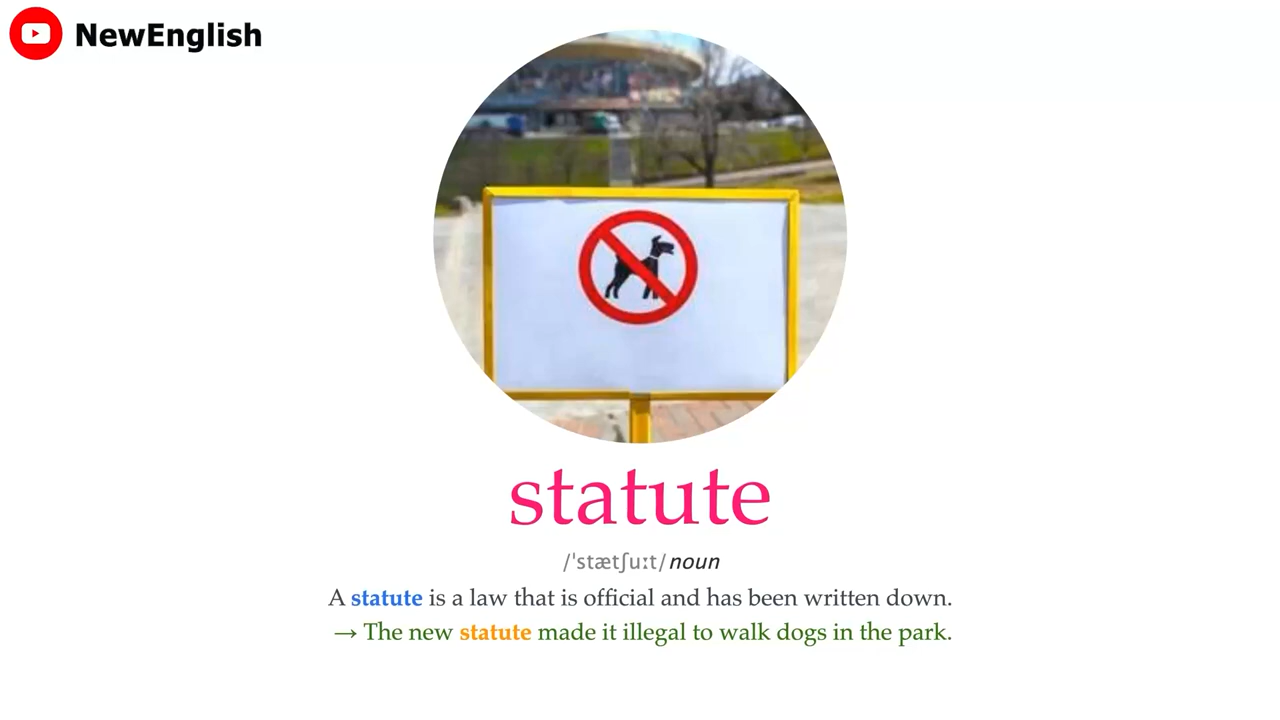 NewEnglish
statute
/ˈstætʃuːt/ noun
A statute is a law that is official and has been written down.
→ The new statute made it illegal to walk dogs in the park.